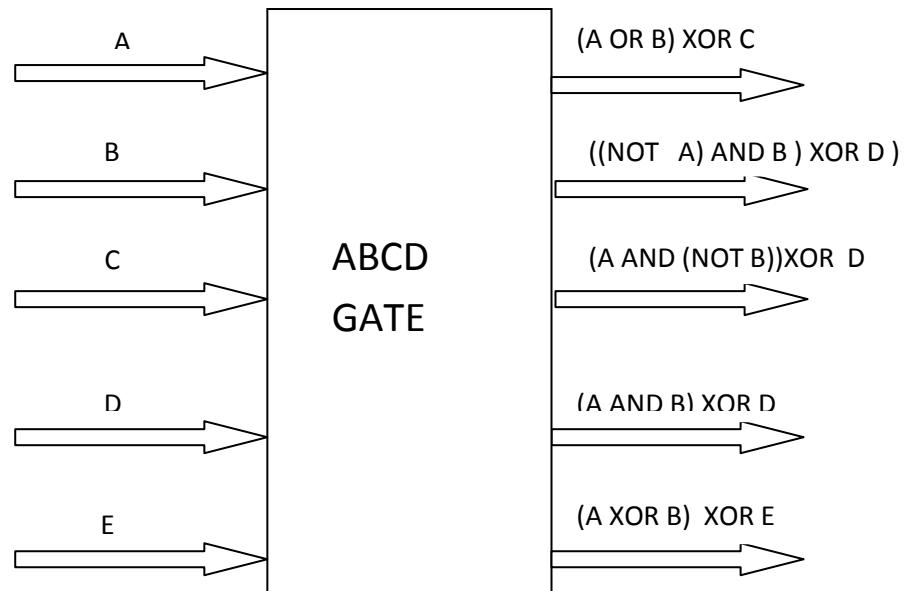 A
(A OR B) XOR C
B
((NOT A) AND B ) XOR D )
C
ABCD
GATE
(A AND (NOT B))XOR D
D
(A AND B) XOR D
E
(A XOR B) XOR E